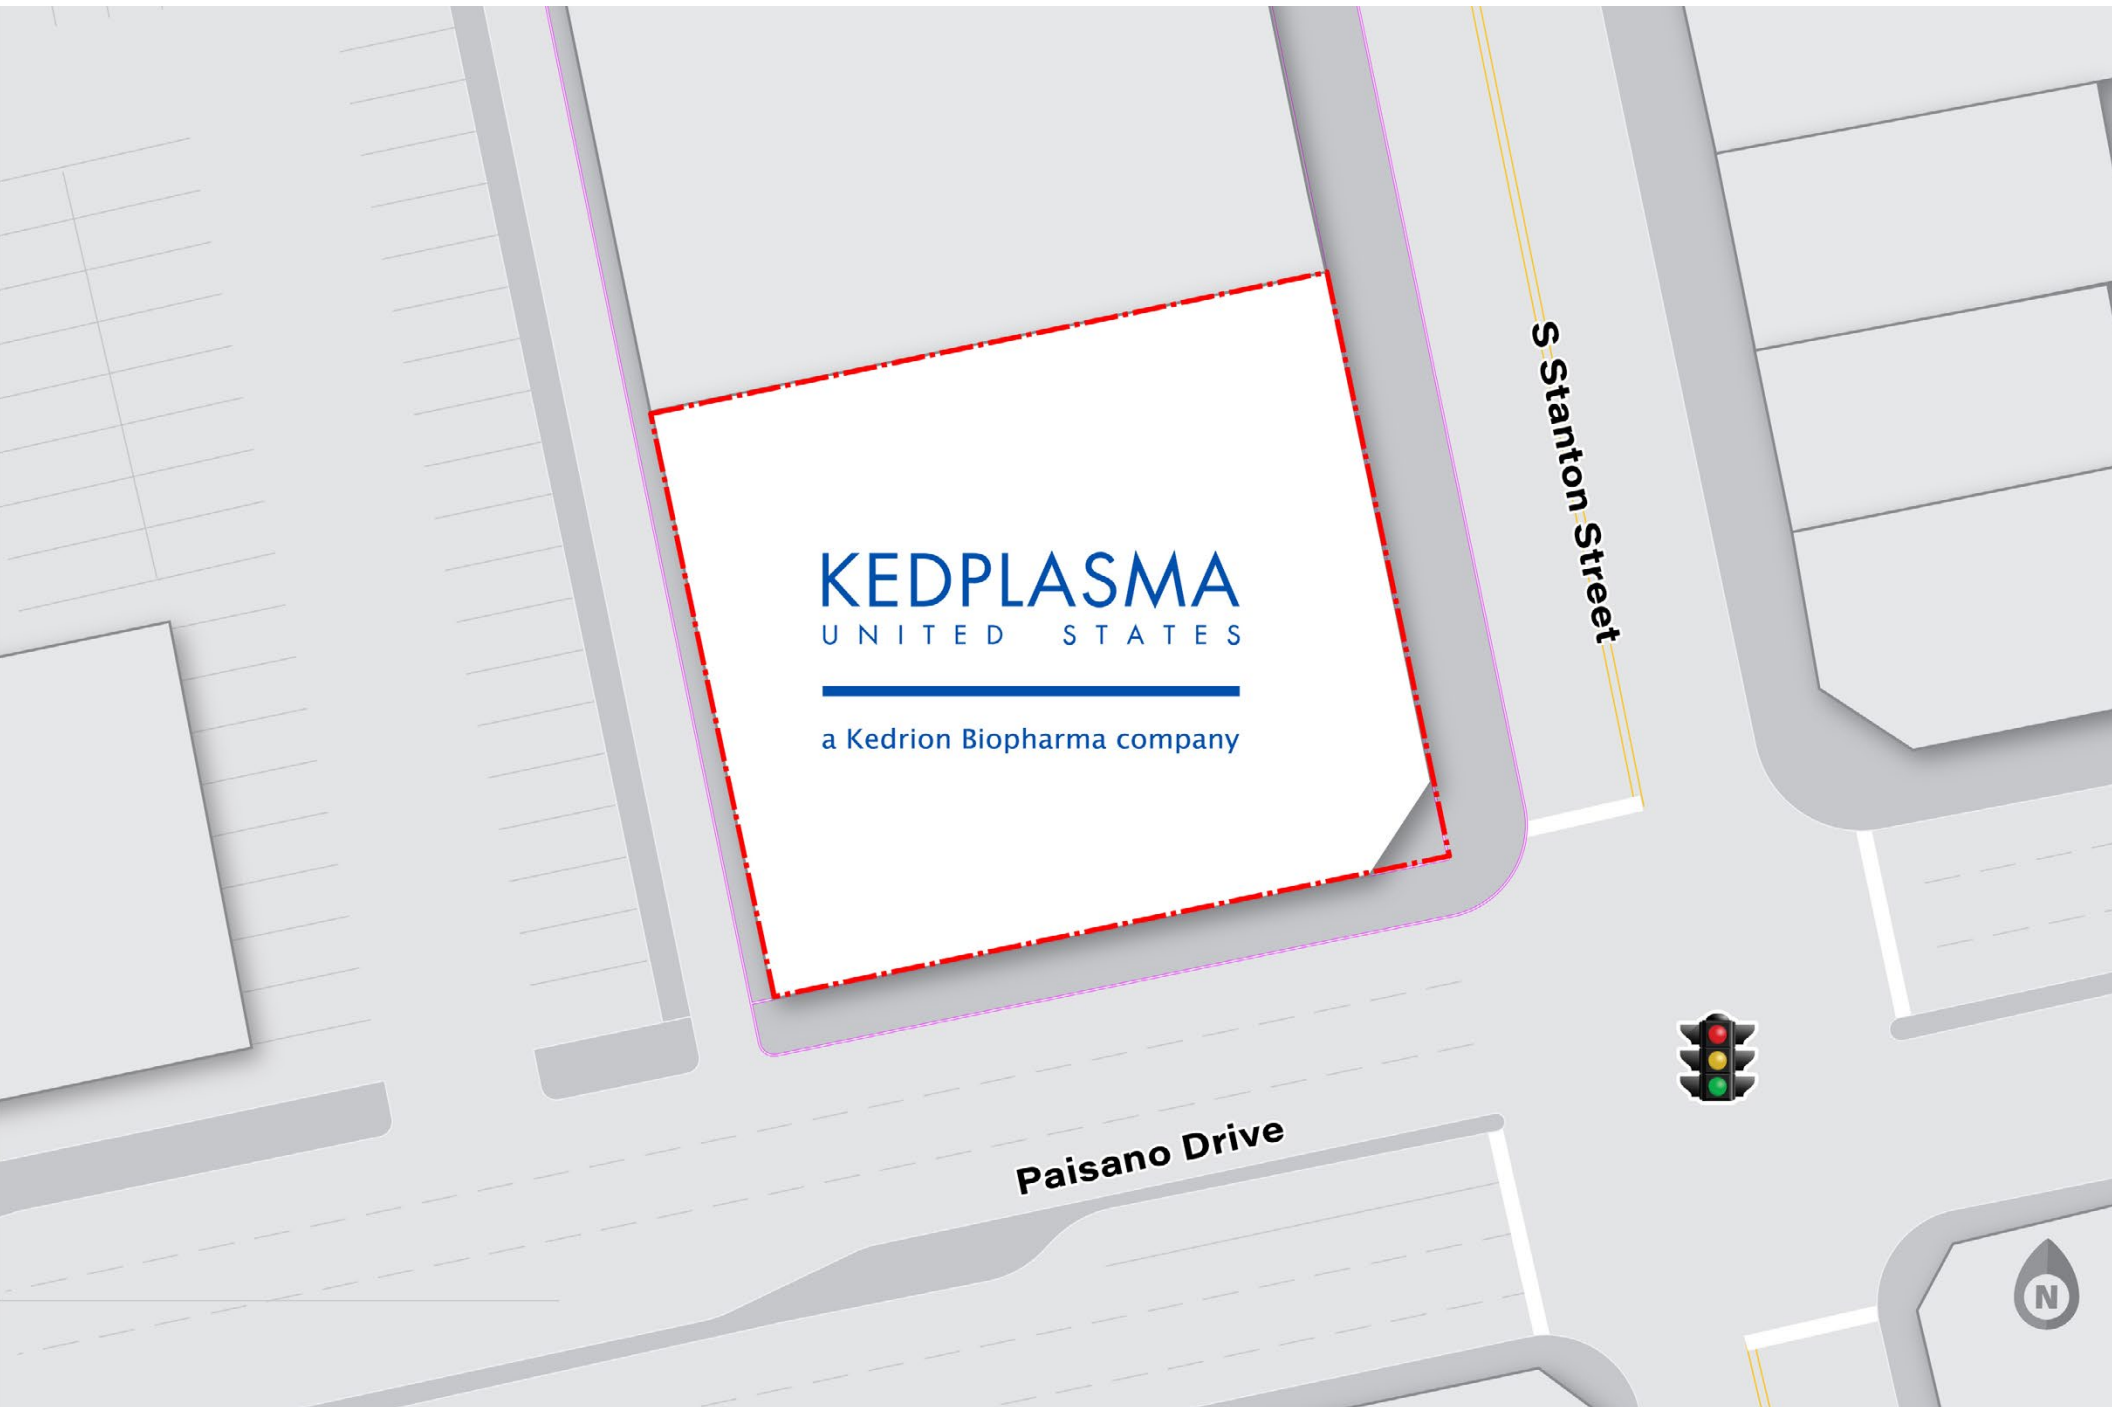 S Stanton Street
KEDPLASMA
UNITED STATES
a Kedrion Biopharma company
Paisano Drive
N